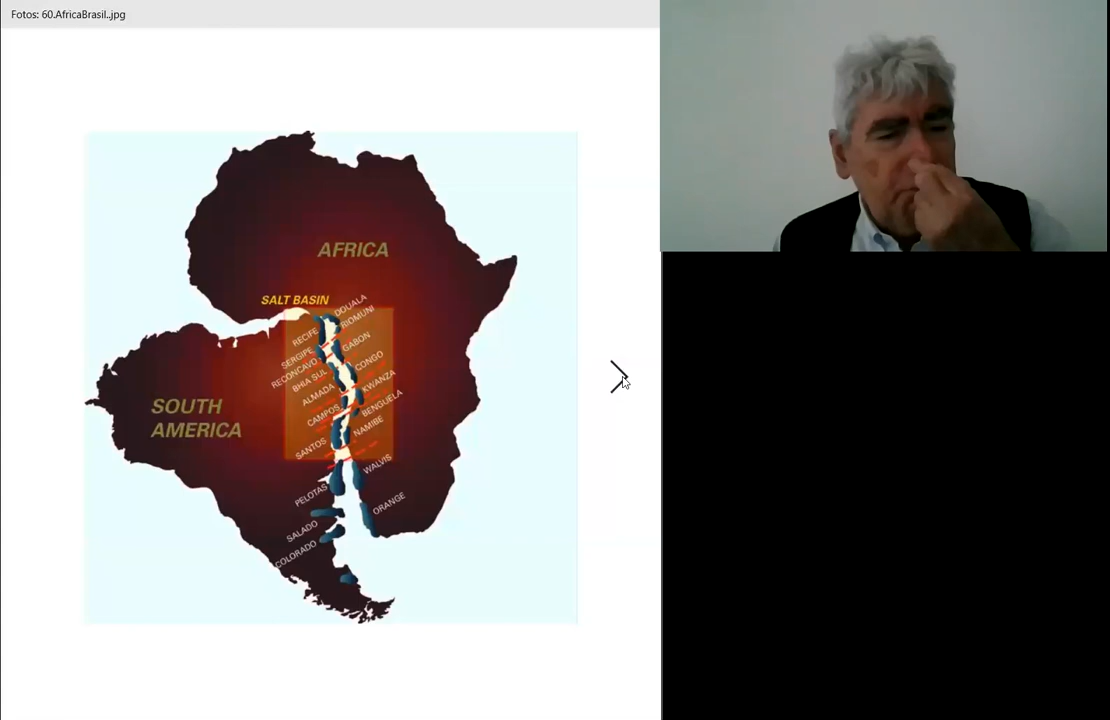 Fotos: 60.AfricaBrasil..jpg
AFRICA
SALT BASIN
DOUALA
RIOMUNI
RECIFE
GABON
SERGIPE
CONGO
RECONCAVO
BHIA SUL
KWANZA
ALMADA
BENGUELA
CAMPOS
NAMIBE
SOUTH
AMERICA
SANTOS
WALVIS
PELOTAS
ORANGE
SALADO
COLORADO